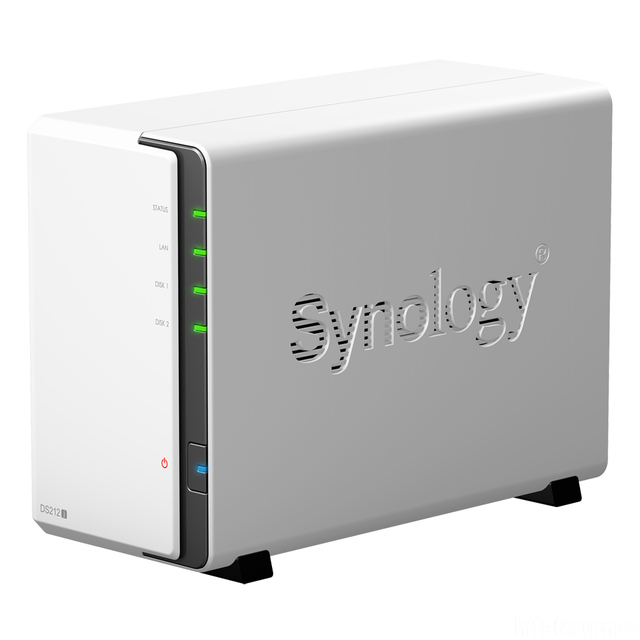 STATUS
LAN
DISK 1
DISK 2
Synology®
DS212j